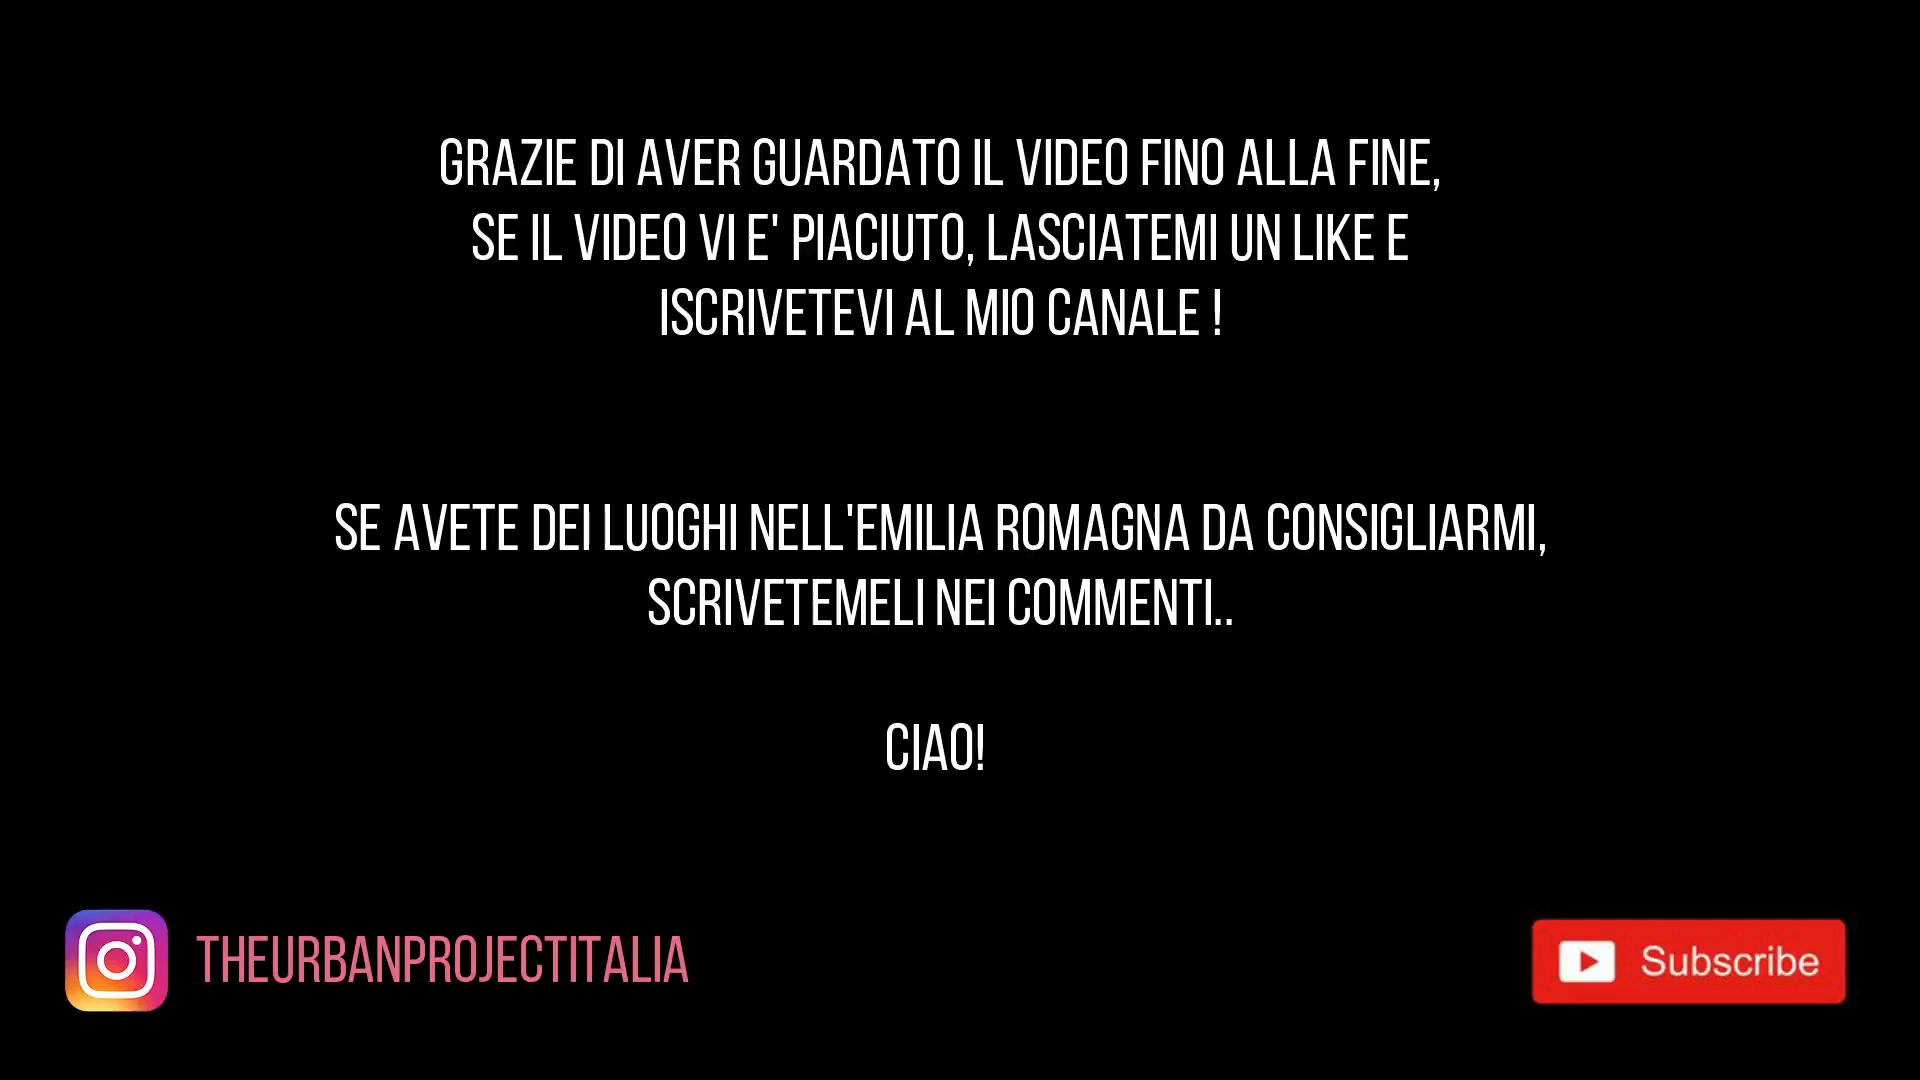 GRAZIE DI AVER GUARDATO IL VIDEO FINO ALLA FINE,
SE IL VIDEO VI E' PIACIUTO, LASCIATEMI UN LIKE E
ISCRIVETEVI AL MIO CANALE !
SE AVETE DEI LUOGHI NELL'EMILIA ROMAGNA DA CONSIGLIARMI,
SCRIVETEMELI NEI COMMENTI..
CIAO!
THEURBANPROJECTITALIA
Subscribe